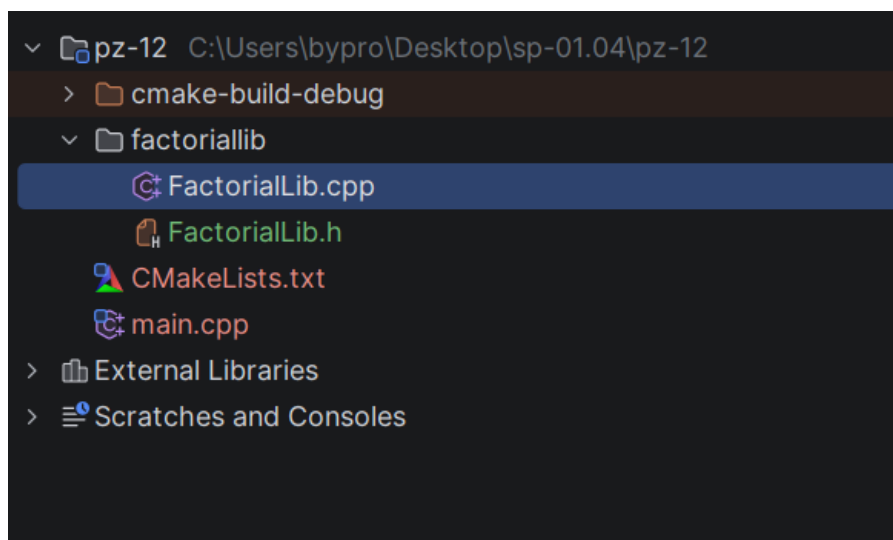 pz-12 C:\Users\bypro\Desktop\sp-01.04\pz-12
cmake-build-debug
factoriallib
FactorialLib.cpp
FactorialLib.h
CMakeLists.txt
main.cpp
External Libraries
Scratches and Consoles